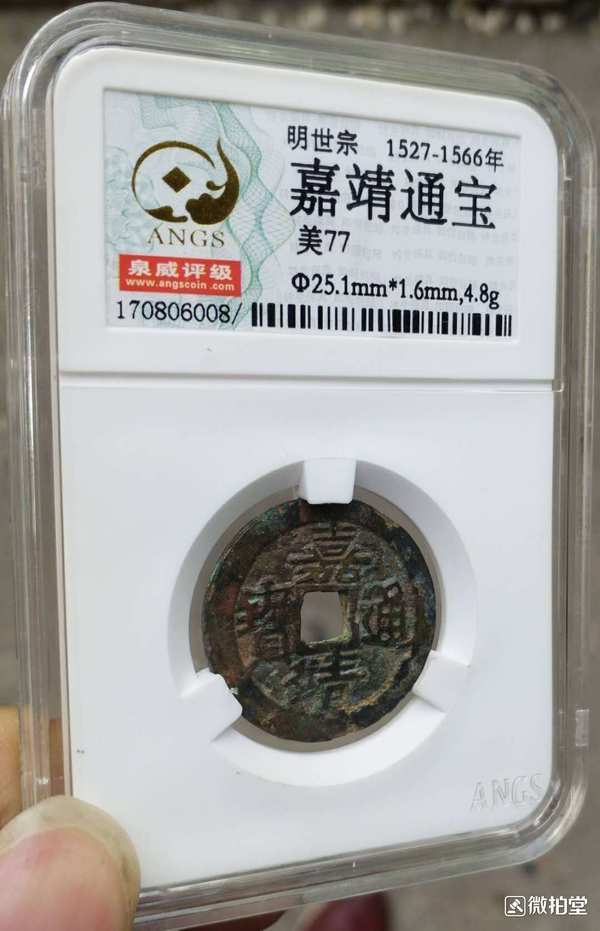 明世宗 1527-1566年
嘉靖通宝
美77
Φ25.1mm*1.6mm,4.8g
ANGS
泉威评级
www.angscoin.com
170806008/
嘉靖通寶
ANGS
微拍堂